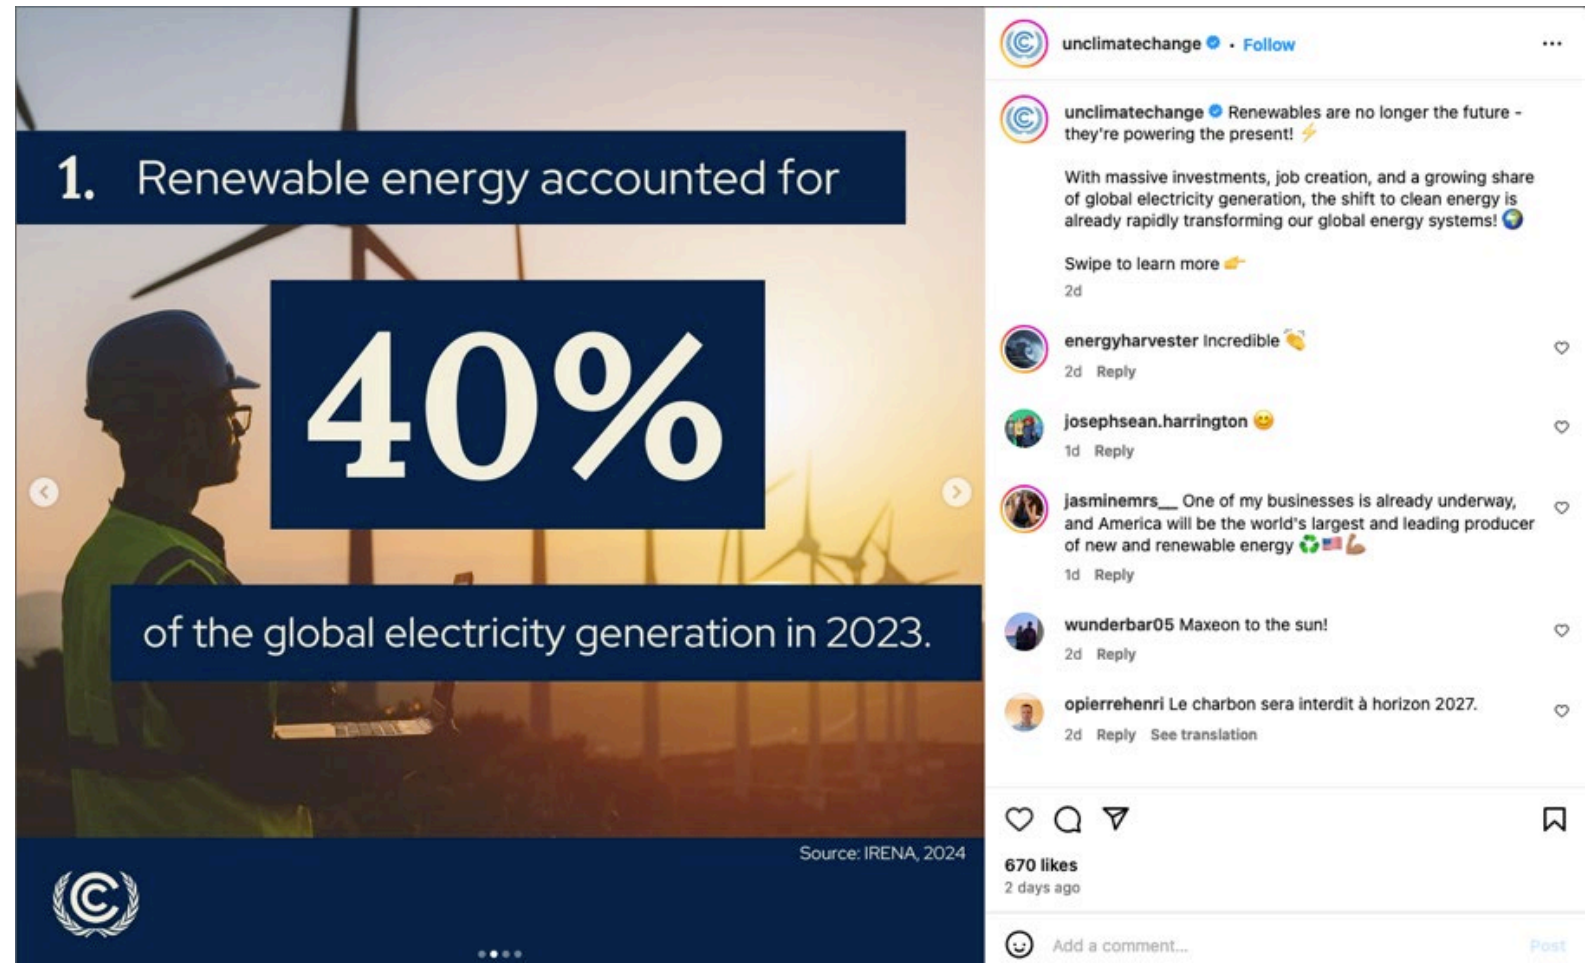 1. Renewable energy accounted for
40%
of the global electricity generation in 2023.
Source: IRENA, 2024
unclimatechange • Follow
unclimatechange Renewables are no longer the future -
they're powering the present! ⚡
With massive investments, job creation, and a growing share
of global electricity generation, the shift to clean energy is
already rapidly transforming our global energy systems! 🌍
Swipe to learn more 👉
2d
energyharvester Incredible 👏
2d Reply
josephsean.harrington 😊
1d Reply
jasminemrs__ One of my businesses is already underway,
and America will be the world's largest and leading producer
of new and renewable energy ♻️🇺🇸💪🏽
1d Reply
wunderbar05 Maxeon to the sun!
2d Reply
opierrehenri Le charbon sera interdit à horizon 2027.
2d Reply See translation
670 likes
2 days ago
Add a comment...
Post